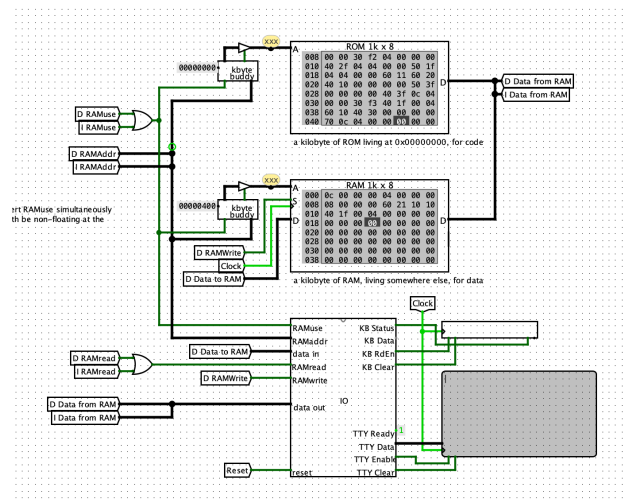 xxx
ROM 1k x 8
A
008 00 00 30 f2 04 00 00 00
010 40 2f 04 04 00 00 50 1f
018 04 04 00 00 60 11 60 20
020 40 10 00 00 00 00 50 3f
028 00 00 00 00 40 3f 0c 04
030 00 00 30 f3 40 1f 00 04
038 60 10 40 30 00 00 00 00
040 70 0c 04 00 00 00 00 00
D
00000000
kbyte
buddy
D Data from RAM
I Data from RAM
D RAMuse
I RAMuse
a kilobyte of ROM living at 0x00000000, for code
D RAMAddr
I RAMAddr
xxx
RAM 1k x 8
A
S
D
000 0c 00 00 00 04 00 00 00
008 00 00 00 00 60 21 10 10
010 40 1f 00 04 00 00 00 00
018 00 00 00 00 00 00 00 00
020 00 00 00 00 00 00 00 00
028 00 00 00 00 00 00 00 00
030 00 00 00 00 00 00 00 00
038 00 00 00 00 00 00 00 00
D
00000400
kbyte
buddy
ert RAMuse simultaneously
th be non-floating at the
D RAMWrite
Clock
D Data to RAM
a kilobyte of RAM, living somewhere else, for data
Clock
RAMuse
KB Status
RAMaddr
KB Data
D Data to RAM
data in
KB RdEn
D RAMread
I RAMread
RAMread
KB Clear
D RAMWrite
RAMwrite
D Data from RAM
I Data from RAM
data out
IO
TTY Ready
1
TTY Data
TTY Enable
Reset
reset
TTY Clear